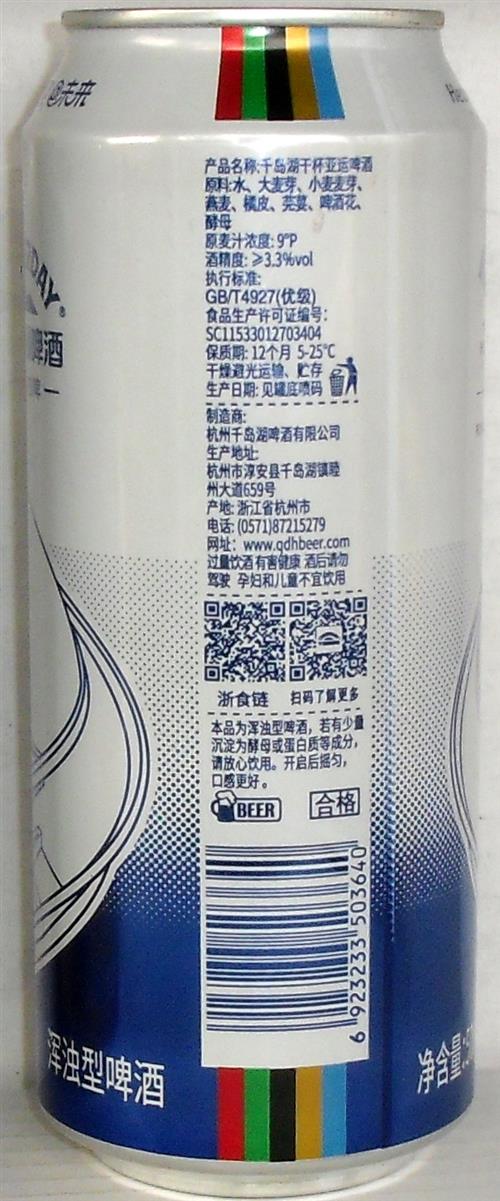 @未来
DAY®
啤酒
产品名称:千岛湖干杯亚运啤酒
原料:水、大麦芽、小麦麦芽、
燕麦、橘皮、芫荽、啤酒花、
酵母
原麦汁浓度: 9°P
酒精度: ≥3.3%vol
执行标准:
GB/T4927(优级)
食品生产许可证编号:
SC11533012703404
保质期: 12个月 5-25°C
干燥避光运输、贮存
生产日期: 见罐底喷码
制造商:
杭州千岛湖啤酒有限公司
生产地址:
杭州市淳安县千岛湖镇睦
州大道659号
产地: 浙江省杭州市
电话: (0571)87215279
网址: www.qdhbeer.com
过量饮酒有害健康 酒后请勿
驾驶 孕妇和儿童不宜饮用
浙食链 扫码了解更多
本品为浑浊型啤酒，若有少量
沉淀为酵母或蛋白质等成分，
请放心饮用。开启后摇匀，
口感更好。
BEER 合格
6 923233 503640
浑浊型啤酒
净含量: